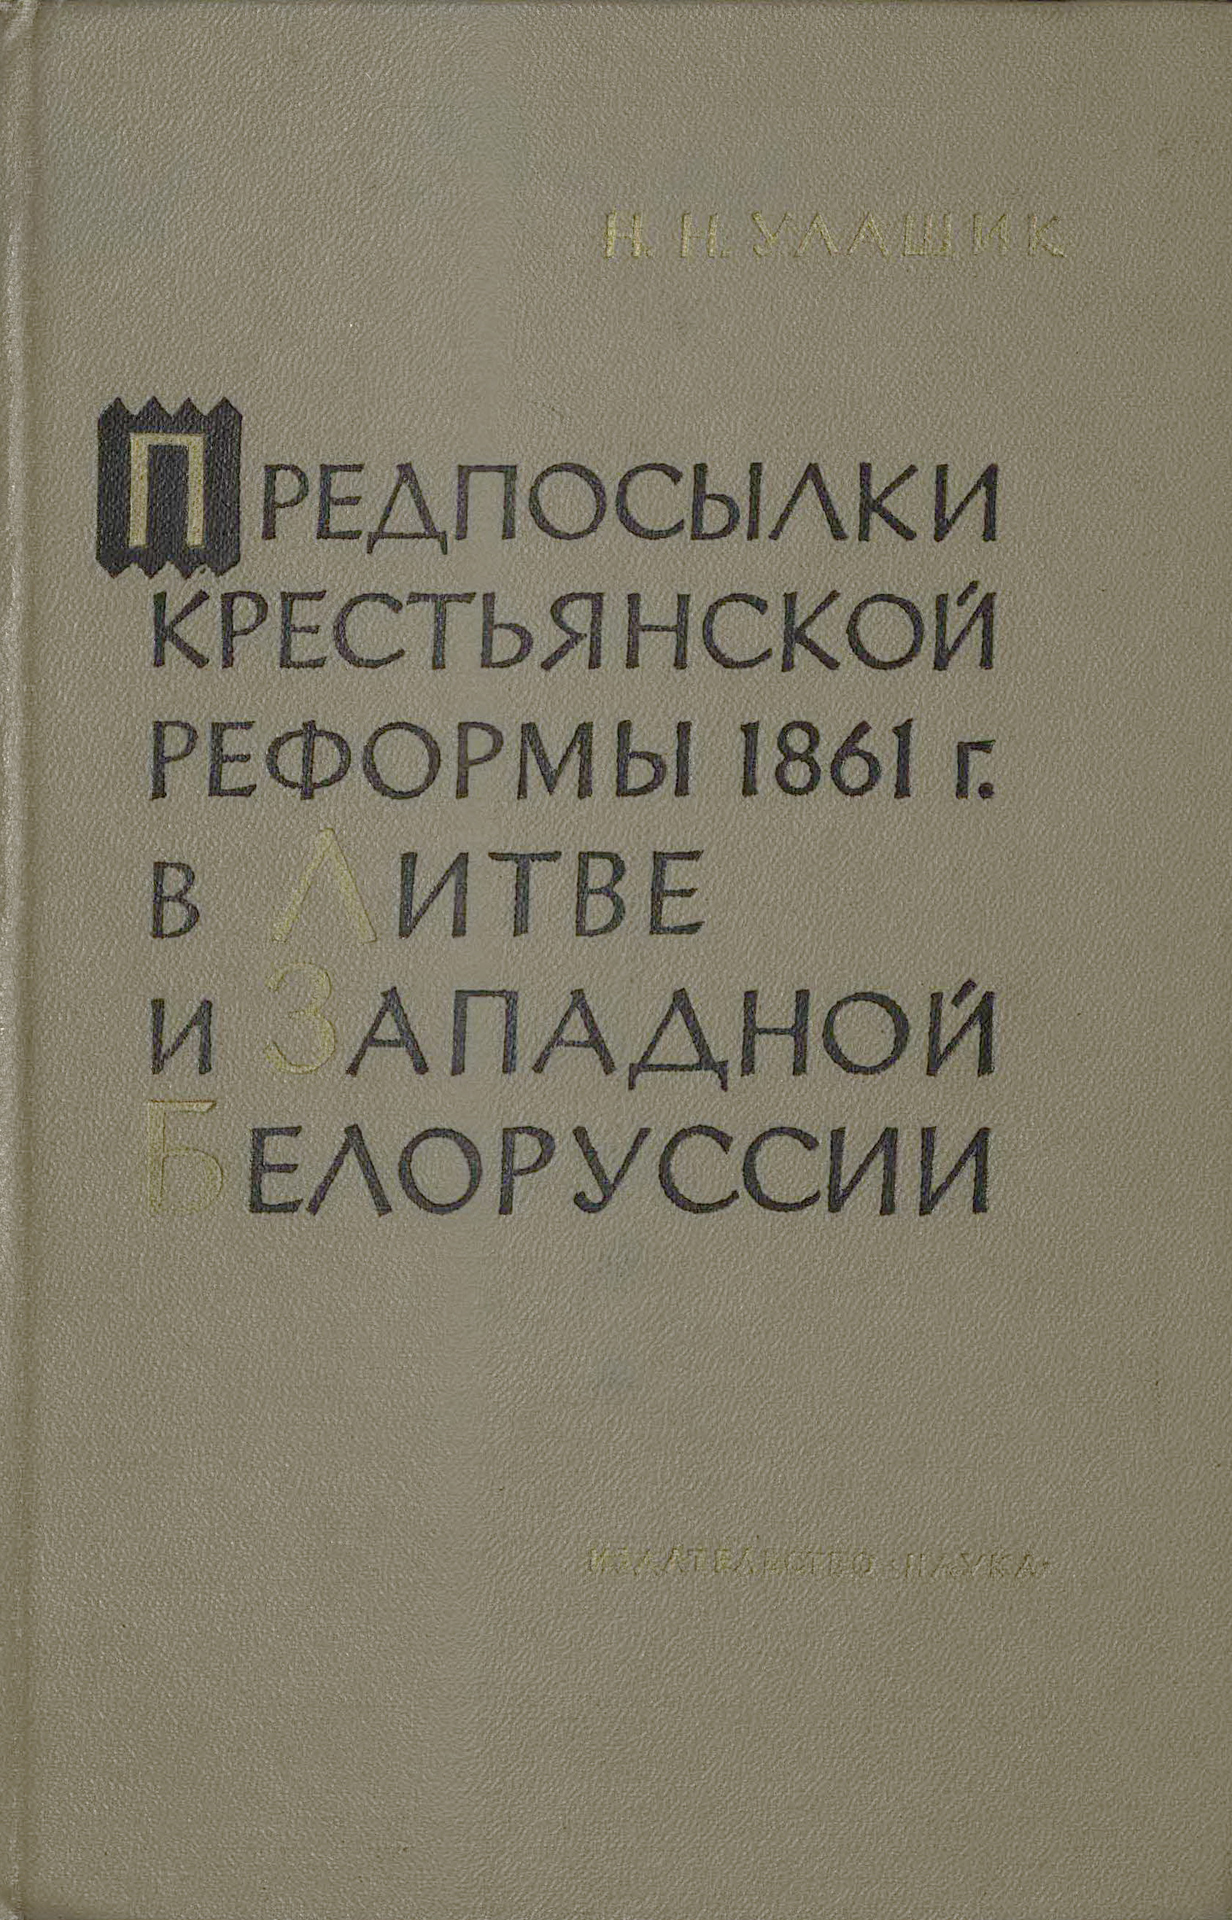 Н. Н. УЛАЩИК
ПРЕДПОСЫЛКИ
КРЕСТЬЯНСКОЙ
РЕФОРМЫ 1861 г.
В ЛИТВЕ
И ЗАПАДНОЙ
БЕЛОРУССИИ
ИЗДАТЕЛЬСТВО «НАУКА»